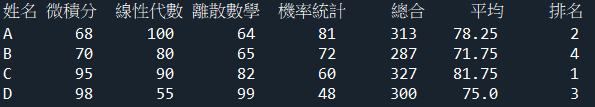 姓名 微積分 線性代數 離散數學 機率統計 總合 平均 排名
A 68 100 64 81 313 78.25 2
B 70 80 65 72 287 71.75 4
C 95 90 82 60 327 81.75 1
D 98 55 99 48 300 75.0 3